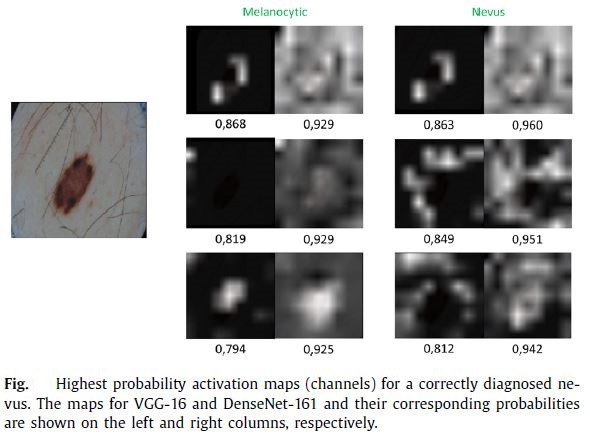 Melanocytic Nevus
0,868 0,929 0,863 0,960
0,819 0,929 0,849 0,951
0,794 0,925 0,812 0,942
Fig. Highest probability activation maps (channels) for a correctly diagnosed ne-
vus. The maps for VGG-16 and DenseNet-161 and their corresponding probabilities
are shown on the left and right columns, respectively.